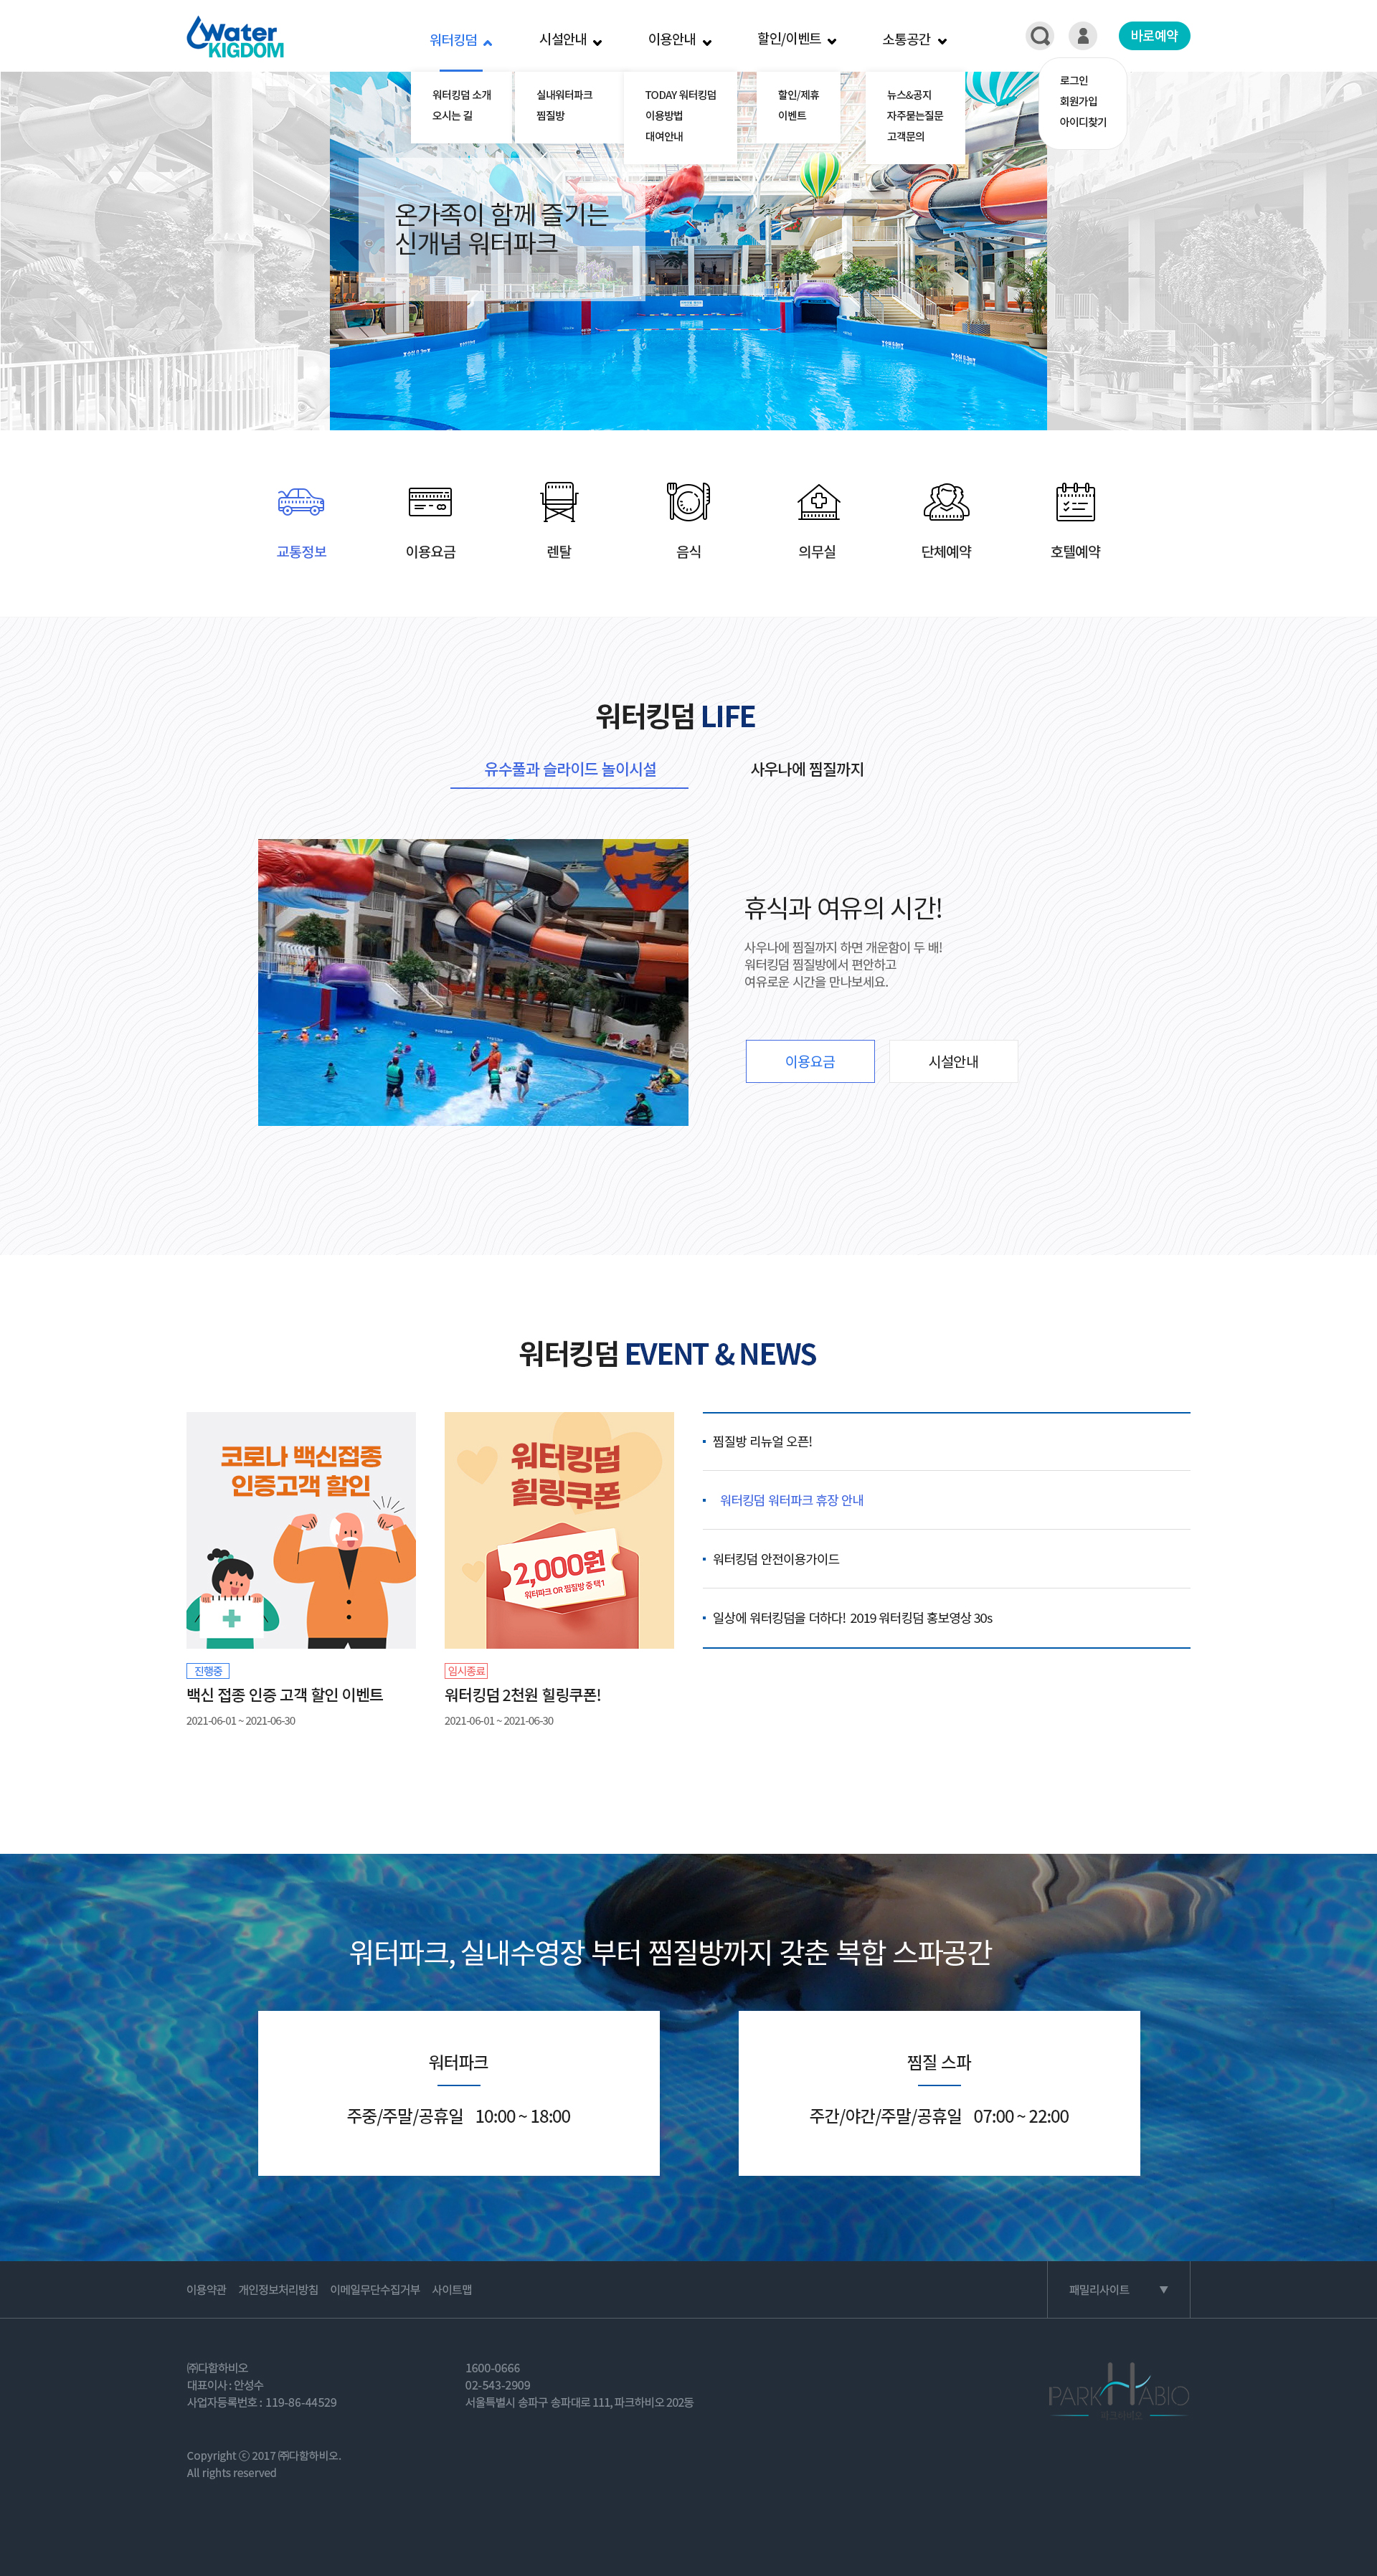 Water
KIGDOM
워터킹덤
시설안내
이용안내
할인/이벤트
소통공간
바로예약
워터킹덤 소개
오시는 길
실내워터파크
찜질방
TODAY 워터킹덤
이용방법
대여안내
할인/제휴
이벤트
뉴스&공지
자주묻는질문
고객문의
로그인
회원가입
아이디찾기
온가족이 함께 즐기는
신개념 워터파크
교통정보
이용요금
렌탈
음식
의무실
단체예약
호텔예약
워터킹덤 LIFE
유수풀과 슬라이드 놀이시설
사우나에 찜질까지
휴식과 여유의 시간!
사우나에 찜질까지 하면 개운함이 두 배!
워터킹덤 찜질방에서 편안하고
여유로운 시간을 만나보세요.
이용요금
시설안내
워터킹덤 EVENT & NEWS
코로나 백신접종
인증고객 할인
진행중
백신 접종 인증 고객 할인 이벤트
2021-06-01 ~ 2021-06-30
워터킹덤
힐링쿠폰
2,000원
워터파크 OR 찜질방 중 택1
임시종료
워터킹덤 2천원 힐링쿠폰!
2021-06-01 ~ 2021-06-30
찜질방 리뉴얼 오픈!
워터킹덤 워터파크 휴장 안내
워터킹덤 안전이용가이드
일상에 워터킹덤을 더하다! 2019 워터킹덤 홍보영상 30s
워터파크, 실내수영장 부터 찜질방까지 갖춘 복합 스파공간
워터파크
주중/주말/공휴일 10:00 ~ 18:00
찜질 스파
주간/야간/주말/공휴일 07:00 ~ 22:00
이용약관
개인정보처리방침
이메일무단수집거부
사이트맵
패밀리사이트 ▼
㈜다함하비오
대표이사 : 안성수
사업자등록번호 : 119-86-44529
1600-0666
02-543-2909
서울특별시 송파구 송파대로 111, 파크하비오 202동
PARK HABIO
파크하비오
Copyright ⓒ 2017 ㈜다함하비오.
All rights reserved